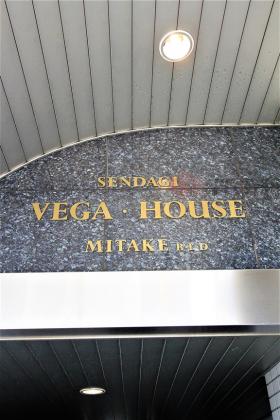 SENDAGI
VEGA · HOUSE
MITAKE R.E.D